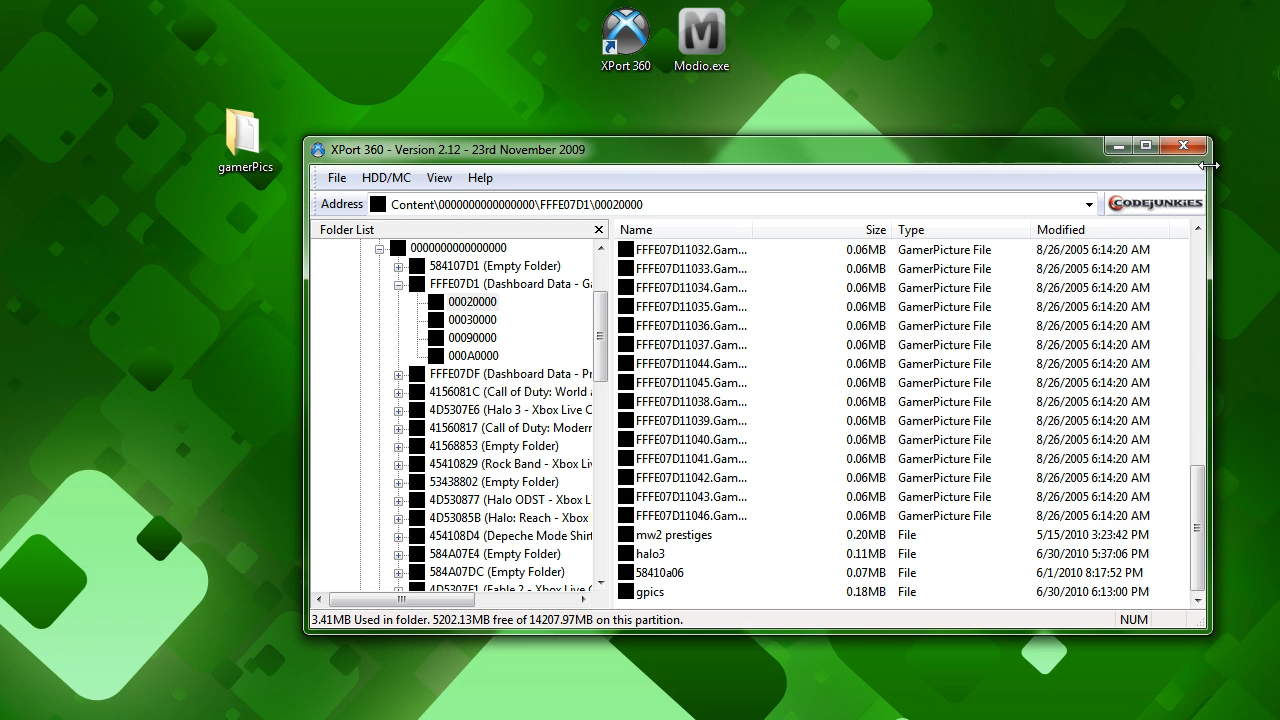 XPort 360
Modio.exe
gamerPics
XPort 360 - Version 2.12 - 23rd November 2009
File HDD/MC View Help
Address Content\0000000000000000\FFFE07D1\00020000 CODEJUNKIES
Folder List
0000000000000000
584107D1 (Empty Folder)
FFFE07D1 (Dashboard Data - Ga
00020000
00030000
00090000
000A0000
FFFE07DF (Dashboard Data - Pr
4156081C (Call of Duty: World a
4D5307E6 (Halo 3 - Xbox Live C
41560817 (Call of Duty: Modern
41568853 (Empty Folder)
45410829 (Rock Band - Xbox Liv
53438802 (Empty Folder)
4D530877 (Halo ODST - Xbox L
4D53085B (Halo: Reach - Xbox
454108D4 (Depeche Mode Shirt
584A07E4 (Empty Folder)
584A07DC (Empty Folder)
4D5307F1 (Fable 2 - Xbox Live C
Name Size Type Modified
FFFE07D11032.Gam... 0.06MB GamerPicture File 8/26/2005 6:14:20 AM
FFFE07D11033.Gam... 0.06MB GamerPicture File 8/26/2005 6:14:20 AM
FFFE07D11034.Gam... 0.06MB GamerPicture File 8/26/2005 6:14:20 AM
FFFE07D11035.Gam... 0.06MB GamerPicture File 8/26/2005 6:14:20 AM
FFFE07D11036.Gam... 0.06MB GamerPicture File 8/26/2005 6:14:20 AM
FFFE07D11037.Gam... 0.06MB GamerPicture File 8/26/2005 6:14:20 AM
FFFE07D11044.Gam... 0.06MB GamerPicture File 8/26/2005 6:14:20 AM
FFFE07D11045.Gam... 0.06MB GamerPicture File 8/26/2005 6:14:20 AM
FFFE07D11038.Gam... 0.06MB GamerPicture File 8/26/2005 6:14:20 AM
FFFE07D11039.Gam... 0.06MB GamerPicture File 8/26/2005 6:14:20 AM
FFFE07D11040.Gam... 0.06MB GamerPicture File 8/26/2005 6:14:20 AM
FFFE07D11041.Gam... 0.06MB GamerPicture File 8/26/2005 6:14:20 AM
FFFE07D11042.Gam... 0.06MB GamerPicture File 8/26/2005 6:14:20 AM
FFFE07D11043.Gam... 0.06MB GamerPicture File 8/26/2005 6:14:20 AM
FFFE07D11046.Gam... 0.06MB GamerPicture File 8/26/2005 6:14:20 AM
mw2 prestiges 0.20MB File 5/15/2010 3:23:42 PM
halo3 0.11MB File 6/30/2010 5:37:06 PM
58410a06 0.07MB File 6/1/2010 8:17:52 PM
gpics 0.18MB File 6/30/2010 6:13:00 PM
3.41MB Used in folder. 5202.13MB free of 14207.97MB on this partition. NUM